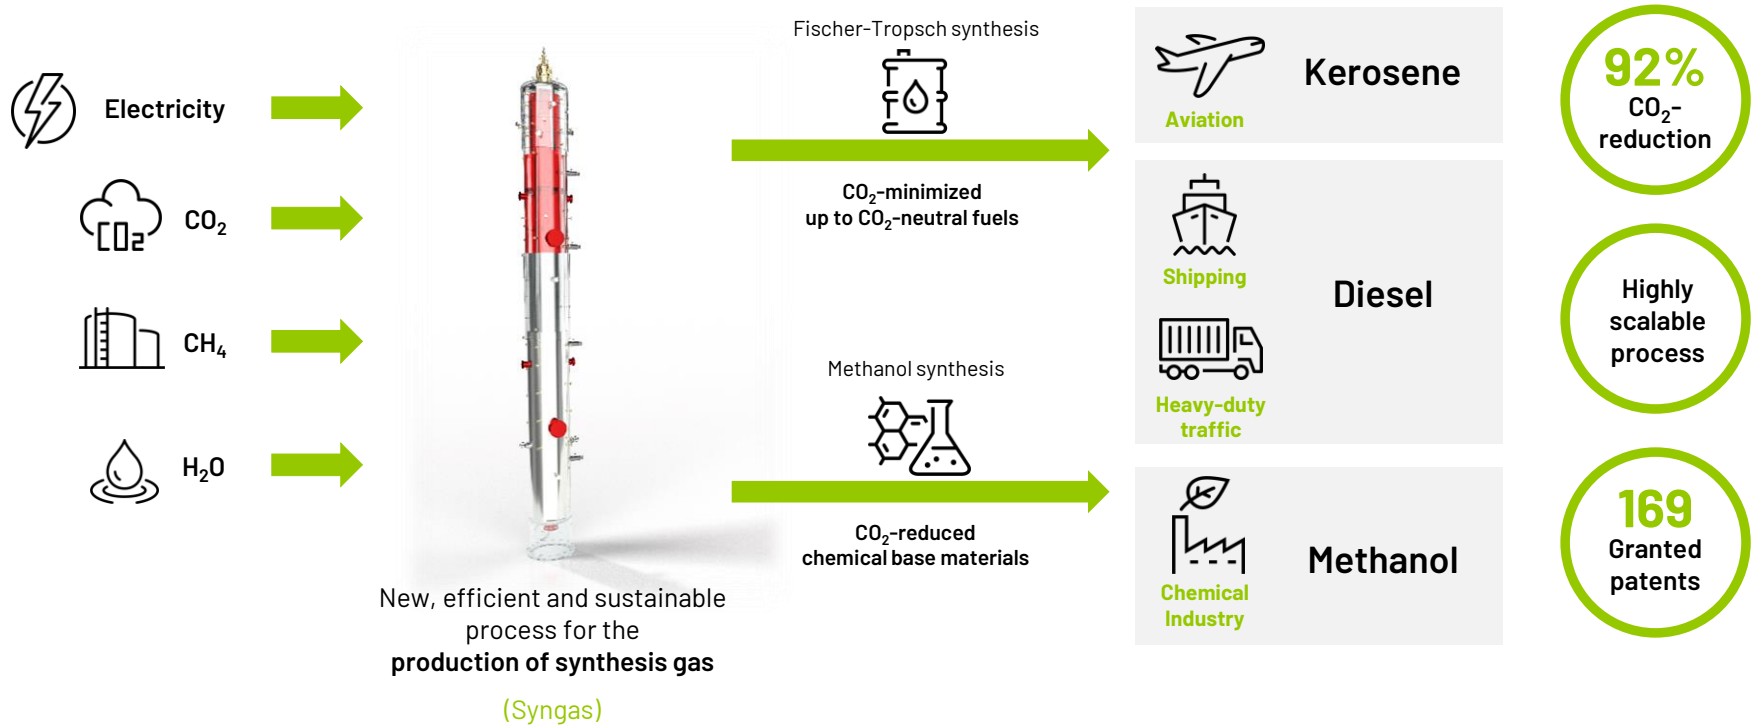 Electricity
CO₂
CO2
CH₄
H₂O
New, efficient and sustainable
process for the
production of synthesis gas
(Syngas)
Fischer-Tropsch synthesis
CO₂-minimized
up to CO₂-neutral fuels
Methanol synthesis
CO₂-reduced
chemical base materials
Kerosene
Aviation
Shipping
Diesel
Heavy-duty
traffic
Methanol
Chemical
Industry
92%
CO₂-
reduction
Highly
scalable
process
169
Granted
patents